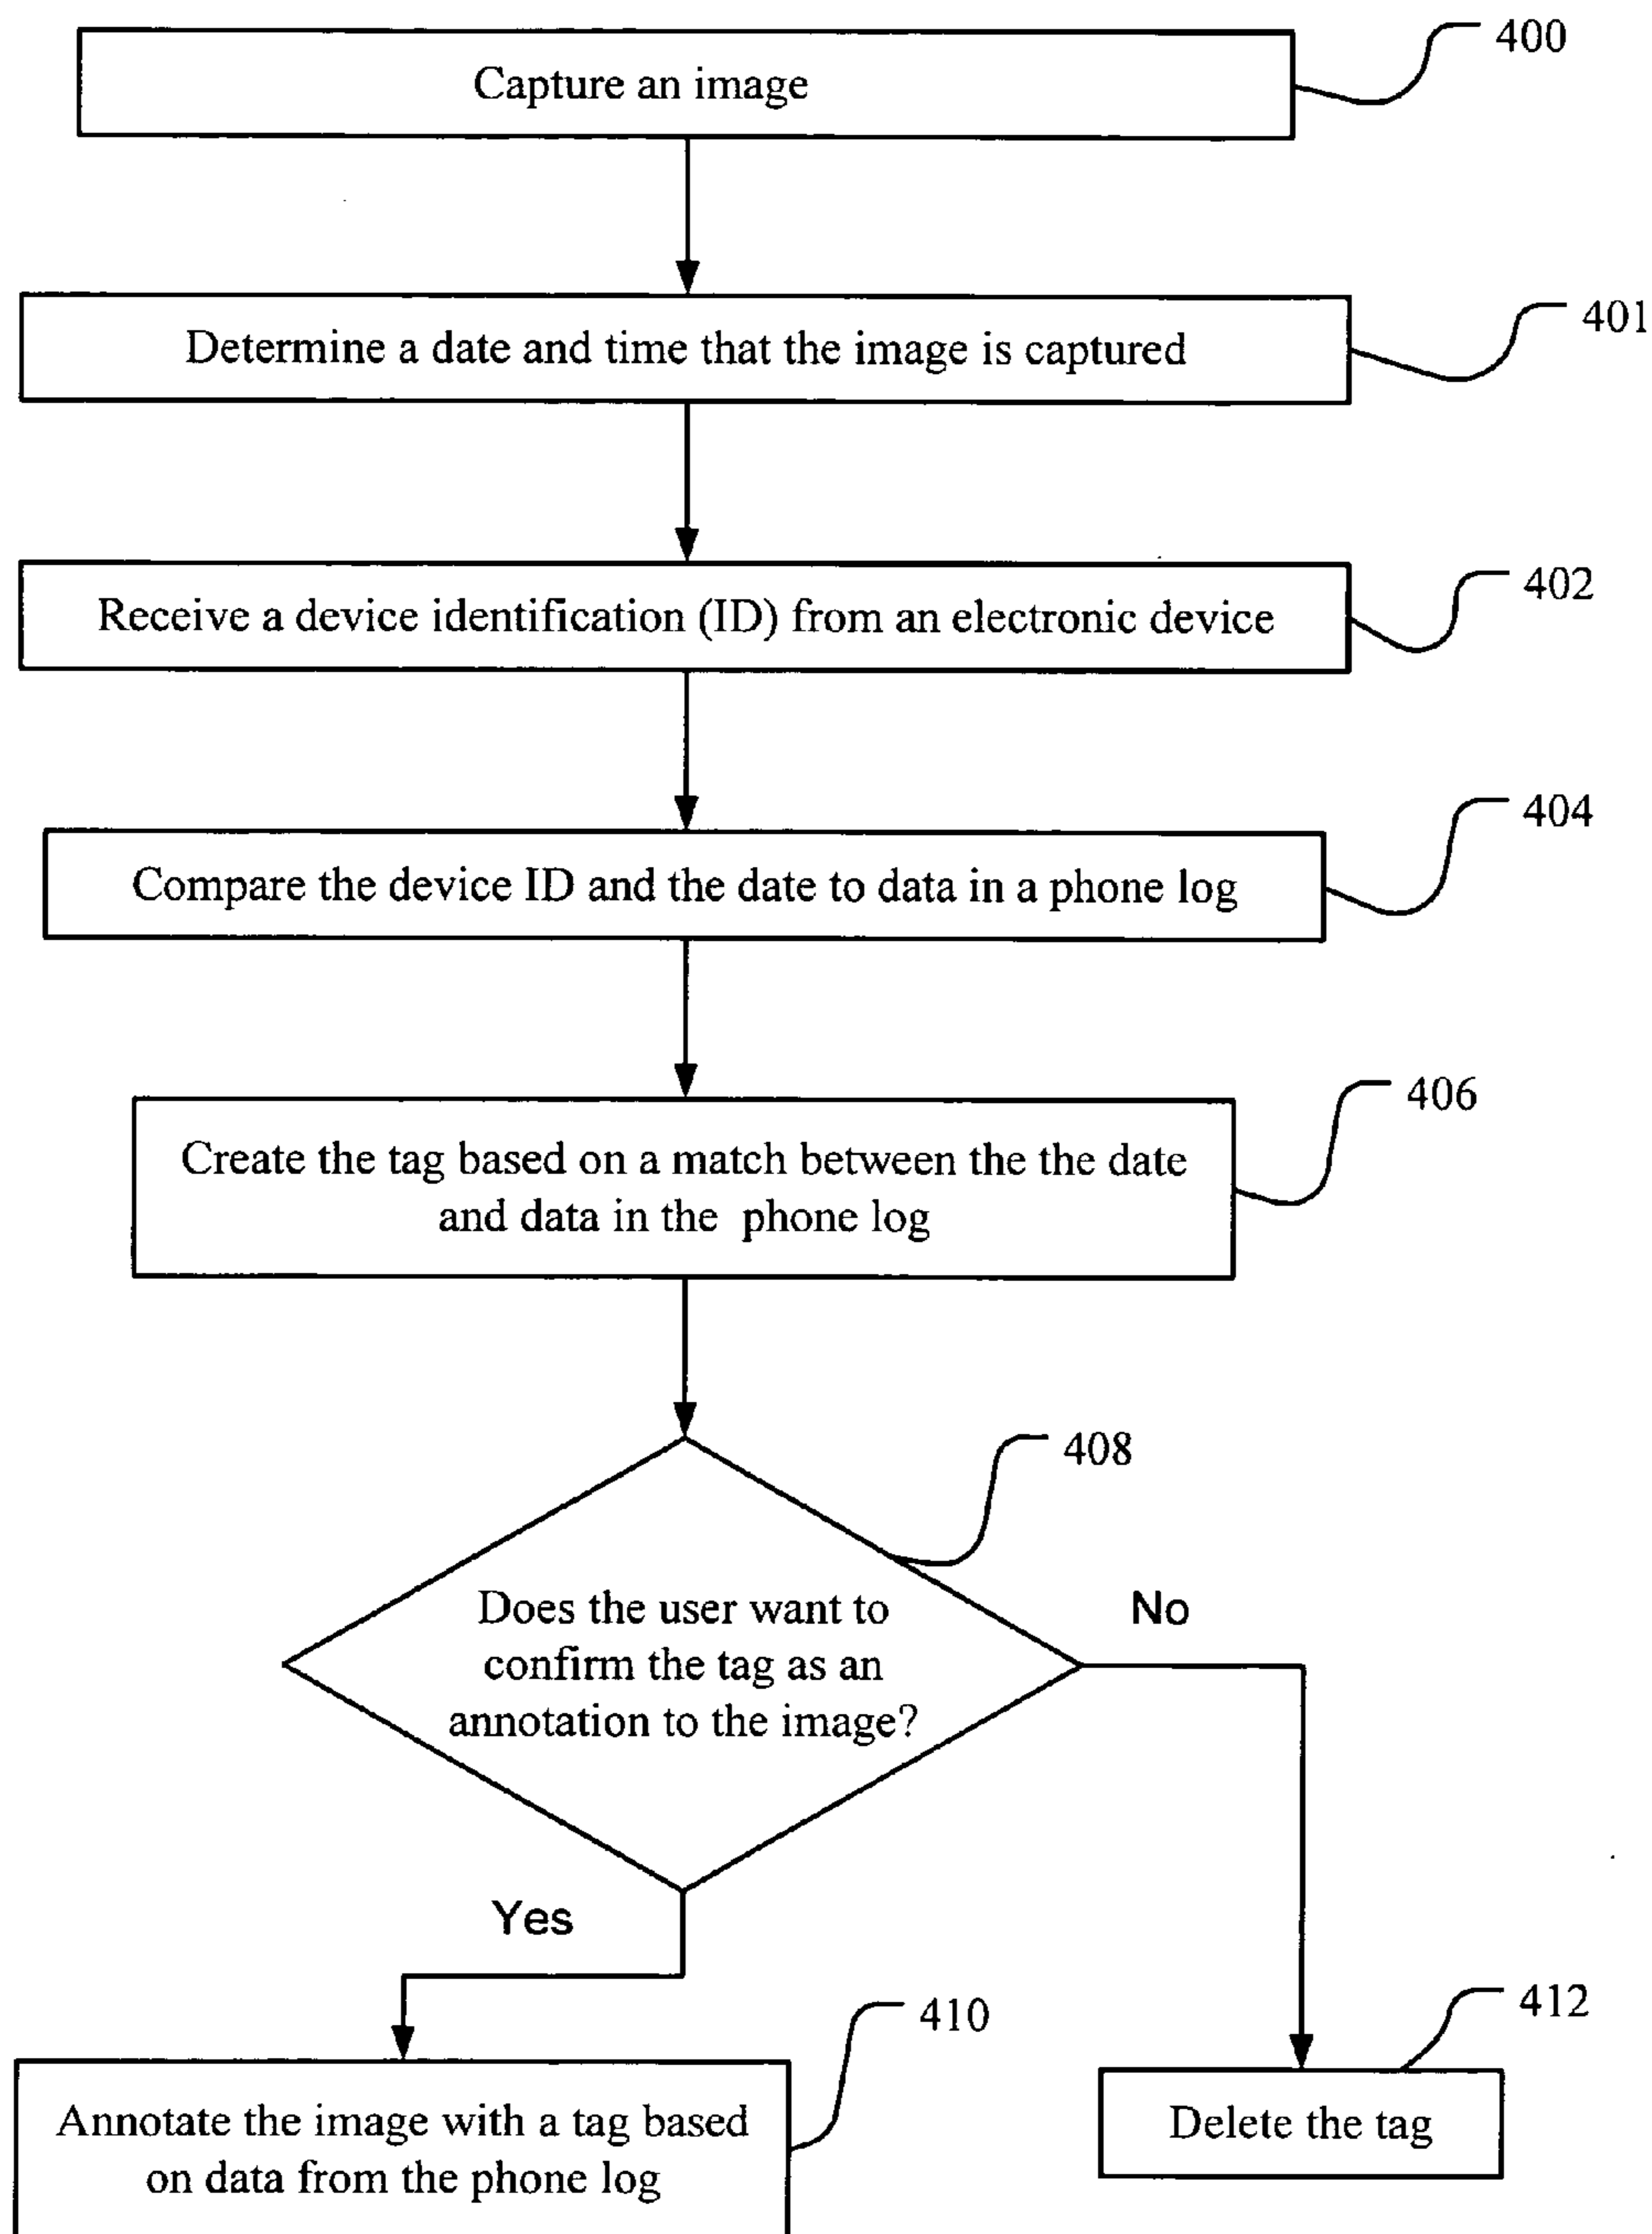 Capture an image
400
Determine a date and time that the image is captured
401
Receive a device identification (ID) from an electronic device
402
Compare the device ID and the date to data in a phone log
404
Create the tag based on a match between the the date
and data in the phone log
406
408
Does the user want to
confirm the tag as an
annotation to the image?
No
Yes
410
Annotate the image with a tag based
on data from the phone log
412
Delete the tag